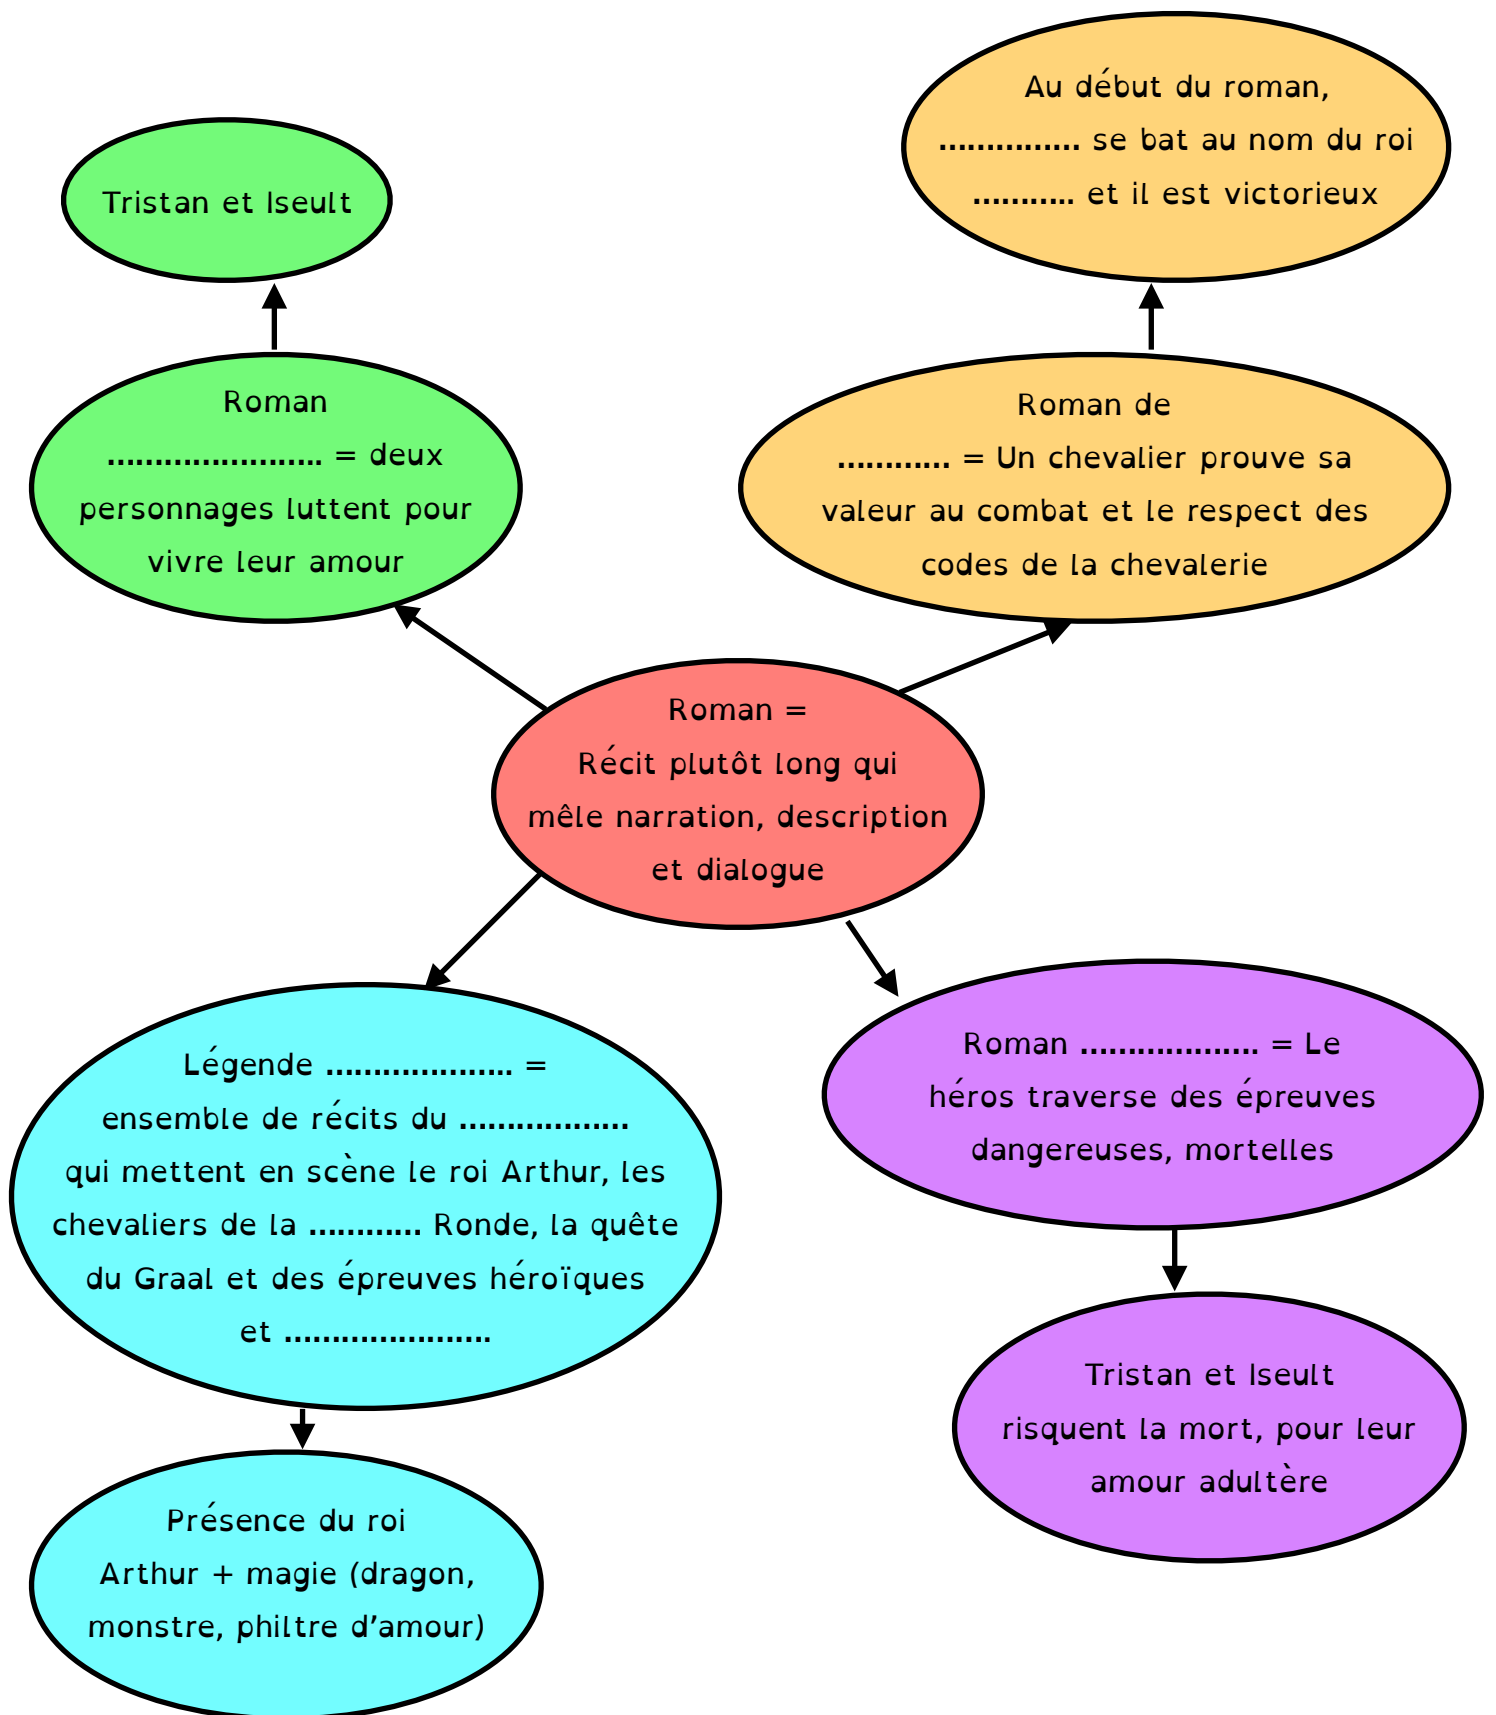 Au début du roman,
............... se bat au nom du roi
........... et il est victorieux
Tristan et Iseult
Roman
....................... = deux
personnages luttent pour
vivre leur amour
Roman de
............ = Un chevalier prouve sa
valeur au combat et le respect des
codes de la chevalerie
Roman =
Récit plutôt long qui
mêle narration, description
et dialogue
Légende .................... =
ensemble de récits du ..................
qui mettent en scène le roi Arthur, les
chevaliers de la ............ Ronde, la quête
du Graal et des épreuves héroïques
et ......................
Roman ................... = Le
héros traverse des épreuves
dangereuses, mortelles
Tristan et Iseult
risquent la mort, pour leur
amour adultère
Présence du roi
Arthur + magie (dragon,
monstre, philtre d’amour)